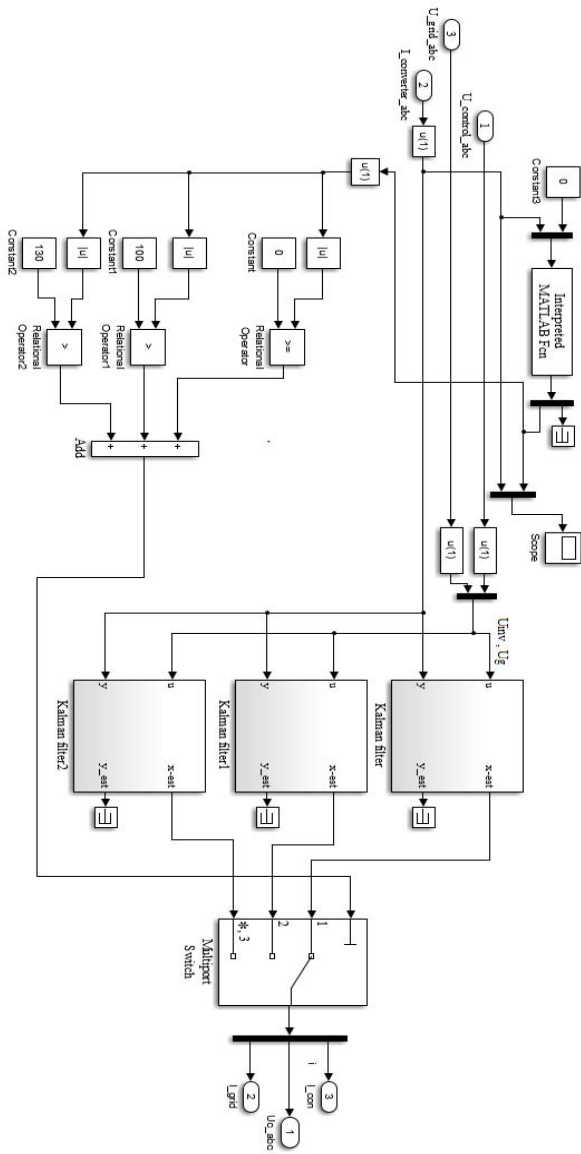 3
U_grid_abc
2
I_converter_abc
1
U_control_abc
0
Constant3
Interpreted
MATLAB Fcn
Scope
u(1)
u(1)
u(1)
u(1)
|u|
|u|
|u|
0
Constant
100
Constant1
130
Constant2
>=
Relational
Operator
>
Relational
Operator1
>
Relational
Operator2
+
+
+
Add
Uinv , Ug
u
y
x-est
y_est
Kalman filter
u
y
x-est
y_est
Kalman filter1
u
y
x-est
y_est
Kalman filter2
1
2
*, 3
Multiport
Switch
i
3
I_con
1
Uc_abc
2
I_grid